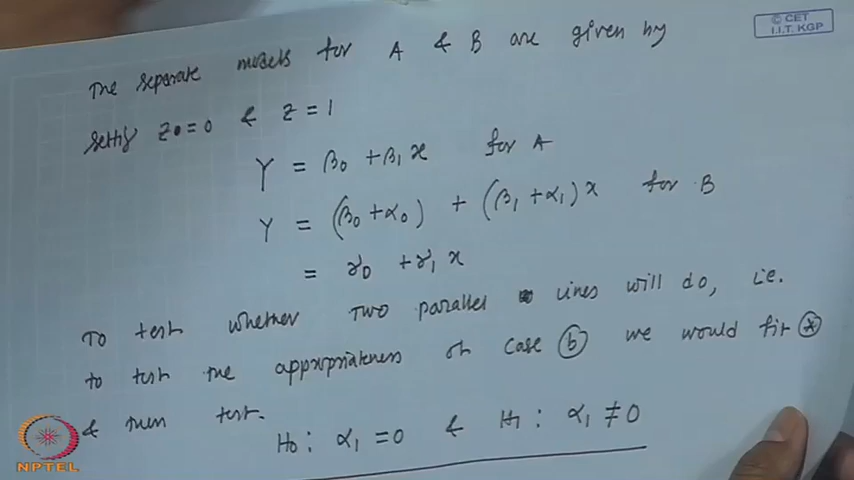 © CET
I.I.T. KGP
The separate models for A & B are given by
setting Z = 0 & Z = 1
Y = β₀ + β₁ x for A
Y = (β₀ + α₀) + (β₁ + α₁) x for B
= γ₀ + γ₁ x
To test whether two parallel lines will do, i.e.
to test the appropriateness of case ⓑ we would fit ⊛
& then test.
H₀ : α₁ = 0 & H₁ : α₁ ≠ 0
NPTEL